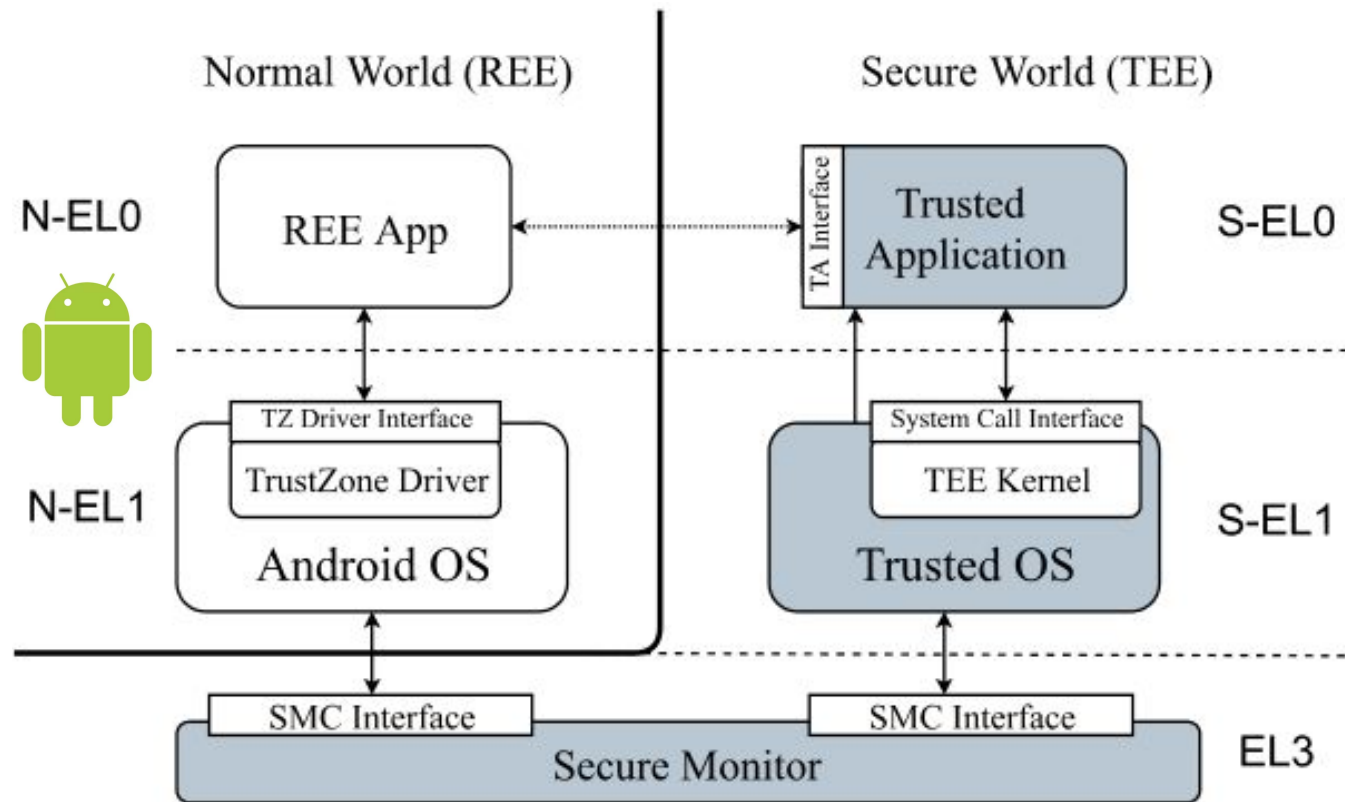 Normal World (REE)
Secure World (TEE)
N-EL0
REE App
TA Interface
Trusted
Application
S-EL0
TZ Driver Interface
TrustZone Driver
System Call Interface
TEE Kernel
N-EL1
Android OS
Trusted OS
S-EL1
SMC Interface
SMC Interface
Secure Monitor
EL3